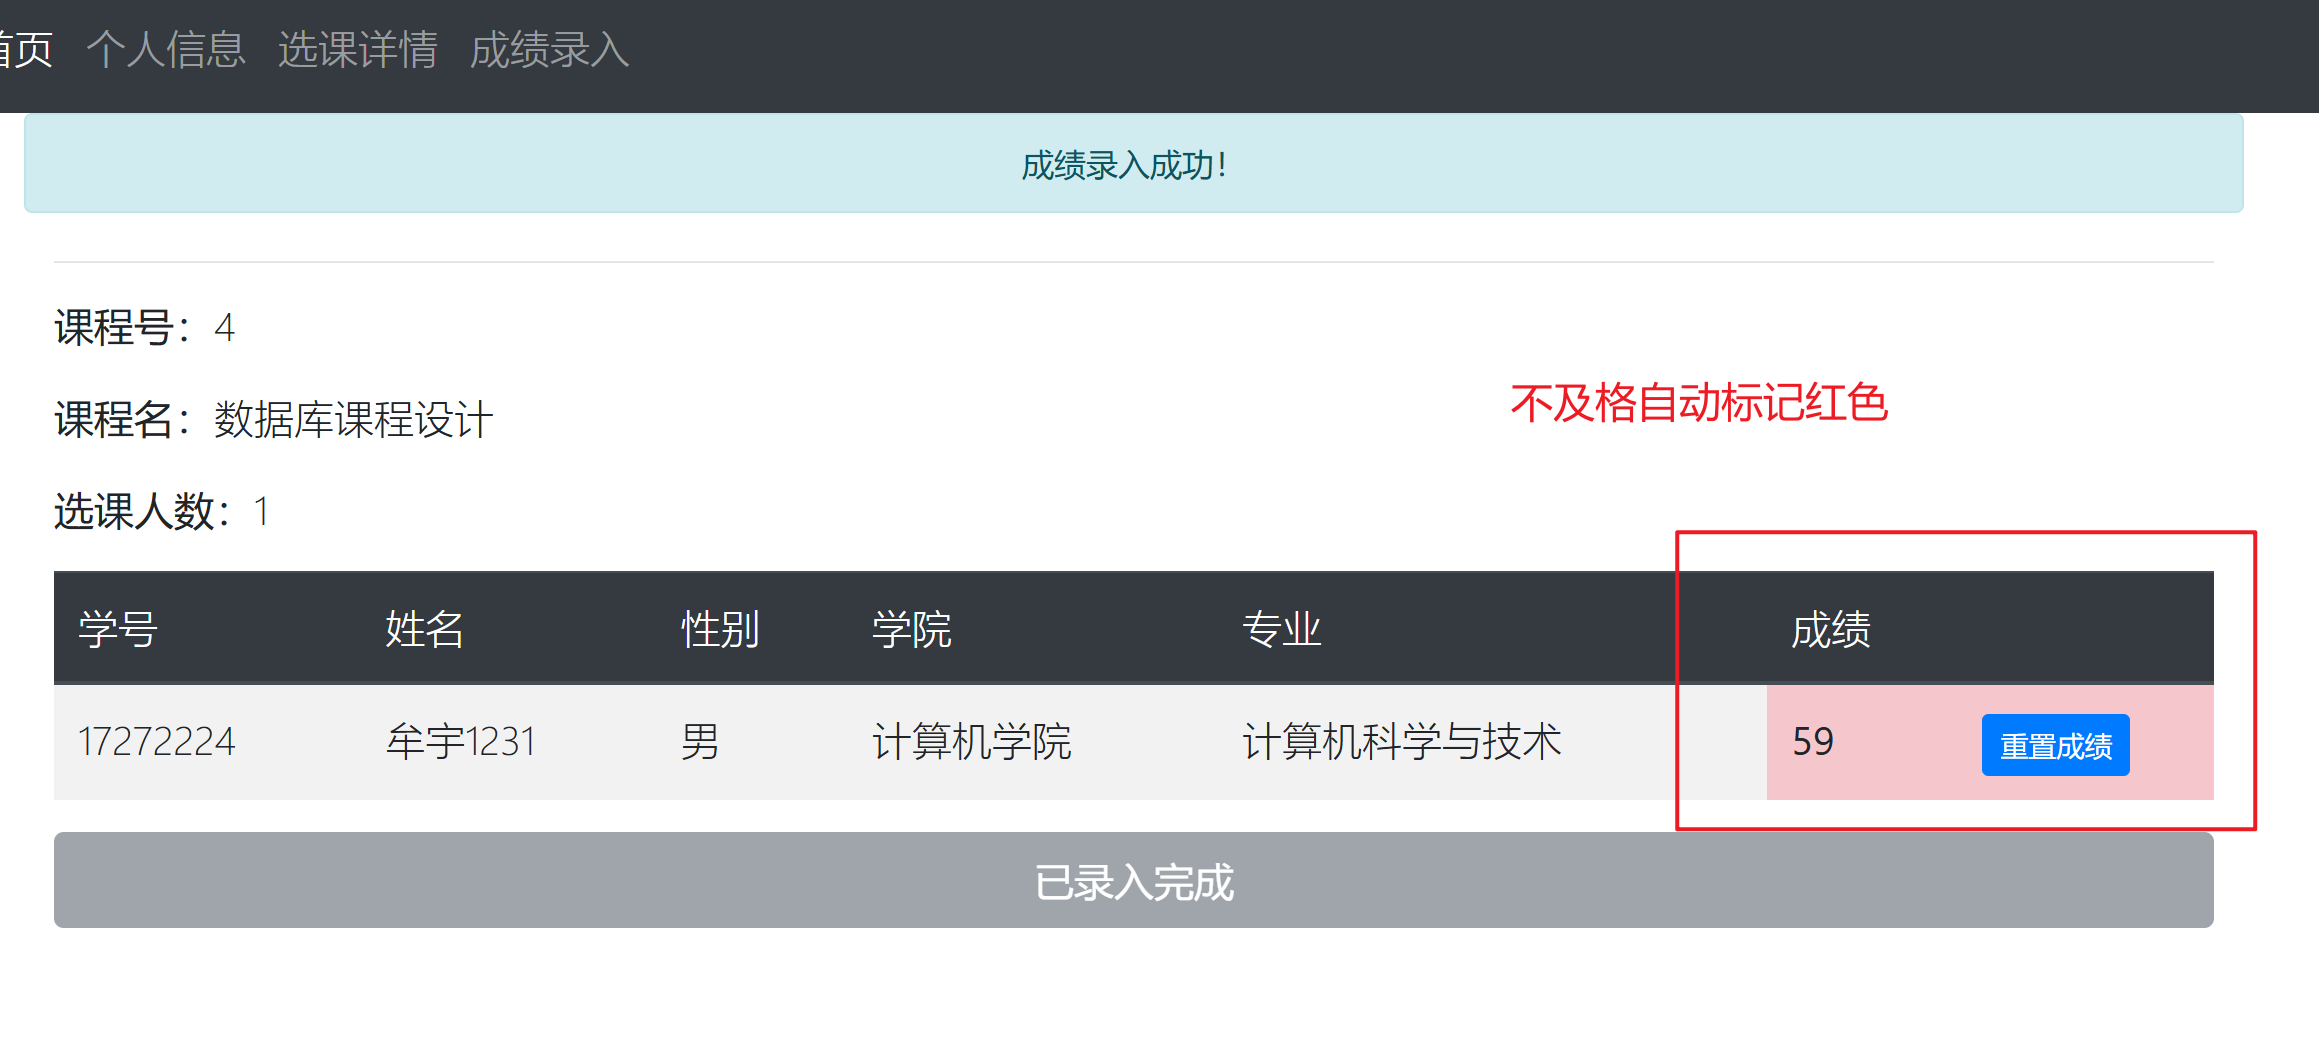 首页 个人信息 选课详情 成绩录入
成绩录入成功！
课程号：4
课程名：数据库课程设计
不及格自动标记红色
选课人数：1
学号 姓名 性别 学院 专业 成绩
17272224 牟宇1231 男 计算机学院 计算机科学与技术 59 重置成绩
已录入完成